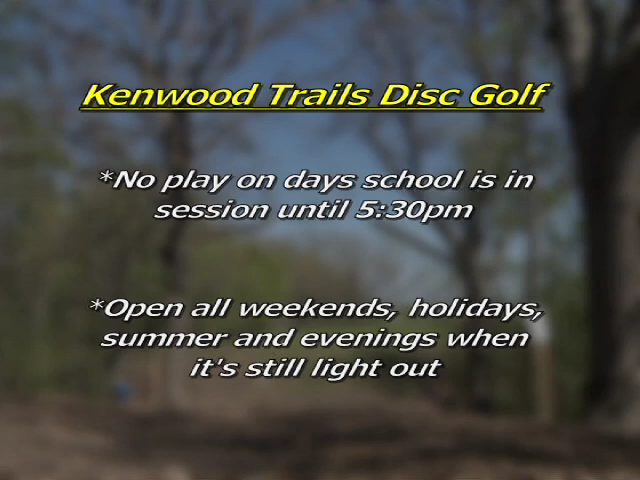 Kenwood Trails Disc Golf
*No play on days school is in
session until 5:30pm
*Open all weekends, holidays,
summer and evenings when
it's still light out